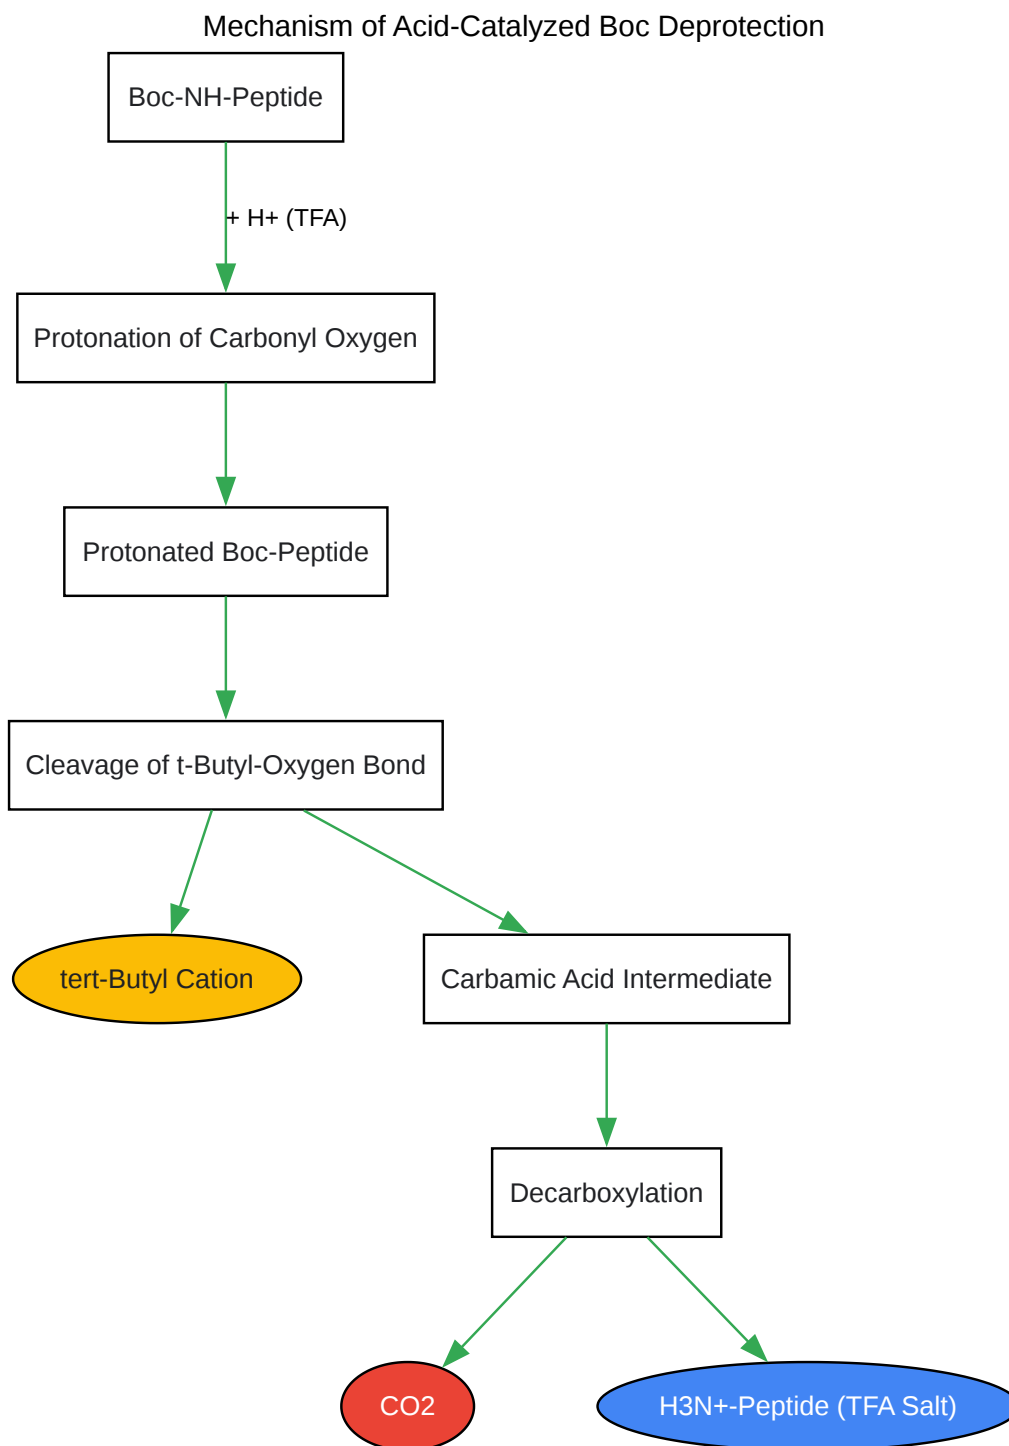 Mechanism of Acid-Catalyzed Boc Deprotection
Boc-NH-Peptide
+ H+ (TFA)
Protonation of Carbonyl Oxygen
Protonated Boc-Peptide
Cleavage of t-Butyl-Oxygen Bond
tert-Butyl Cation
Carbamic Acid Intermediate
Decarboxylation
CO2
H3N+-Peptide (TFA Salt)